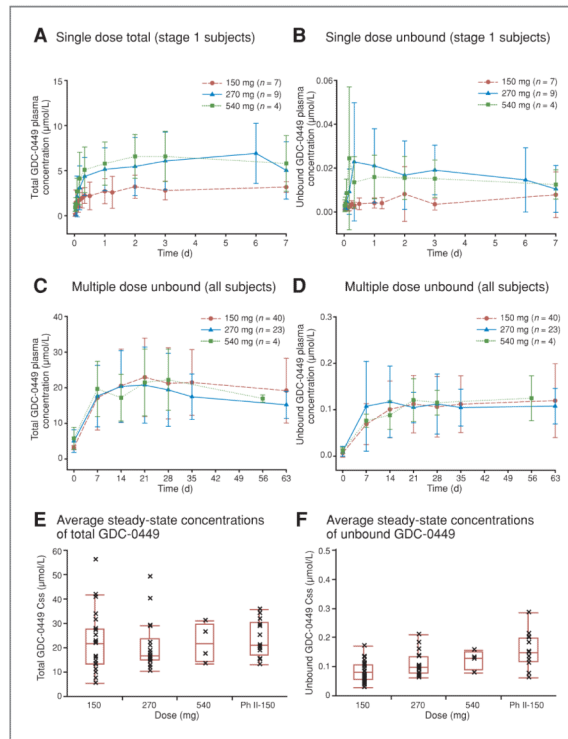 A Single dose total (stage 1 subjects)
150 mg (n = 7)
270 mg (n = 9)
540 mg (n = 4)
Total GDC-0449 plasma
concentration (µmol/L)
15
10
5
0
0 1 2 3 4 5 6 7
Time (d)
B Single dose unbound (stage 1 subjects)
150 mg (n = 7)
270 mg (n = 9)
540 mg (n = 4)
Unbound GDC-0449 plasma
concentration (µmol/L)
0.06
0.04
0.02
0.00
0 1 2 3 4 5 6 7
Time (d)
C Multiple dose unbound (all subjects)
150 mg (n = 40)
270 mg (n = 23)
540 mg (n = 4)
Total GDC-0449 plasma
concentration (µmol/L)
40
30
20
10
0
0 7 14 21 28 35 42 49 56 63
Time (d)
D Multiple dose unbound (all subjects)
150 mg (n = 40)
270 mg (n = 23)
540 mg (n = 4)
Unbound GDC-0449 plasma
concentration (µmol/L)
0.3
0.2
0.1
0.0
0 7 14 21 28 35 42 49 56 63
Time (d)
E Average steady-state concentrations
of total GDC-0449
Total GDC-0449 Css (µmol/L)
60
50
40
30
20
10
0
150 270 540 Ph II-150
Dose (mg)
F Average steady-state concentrations
of unbound GDC-0449
Unbound GDC-0449 Css (µmol/L)
0.5
0.4
0.3
0.2
0.1
0
150 270 540 Ph II-150
Dose (mg)